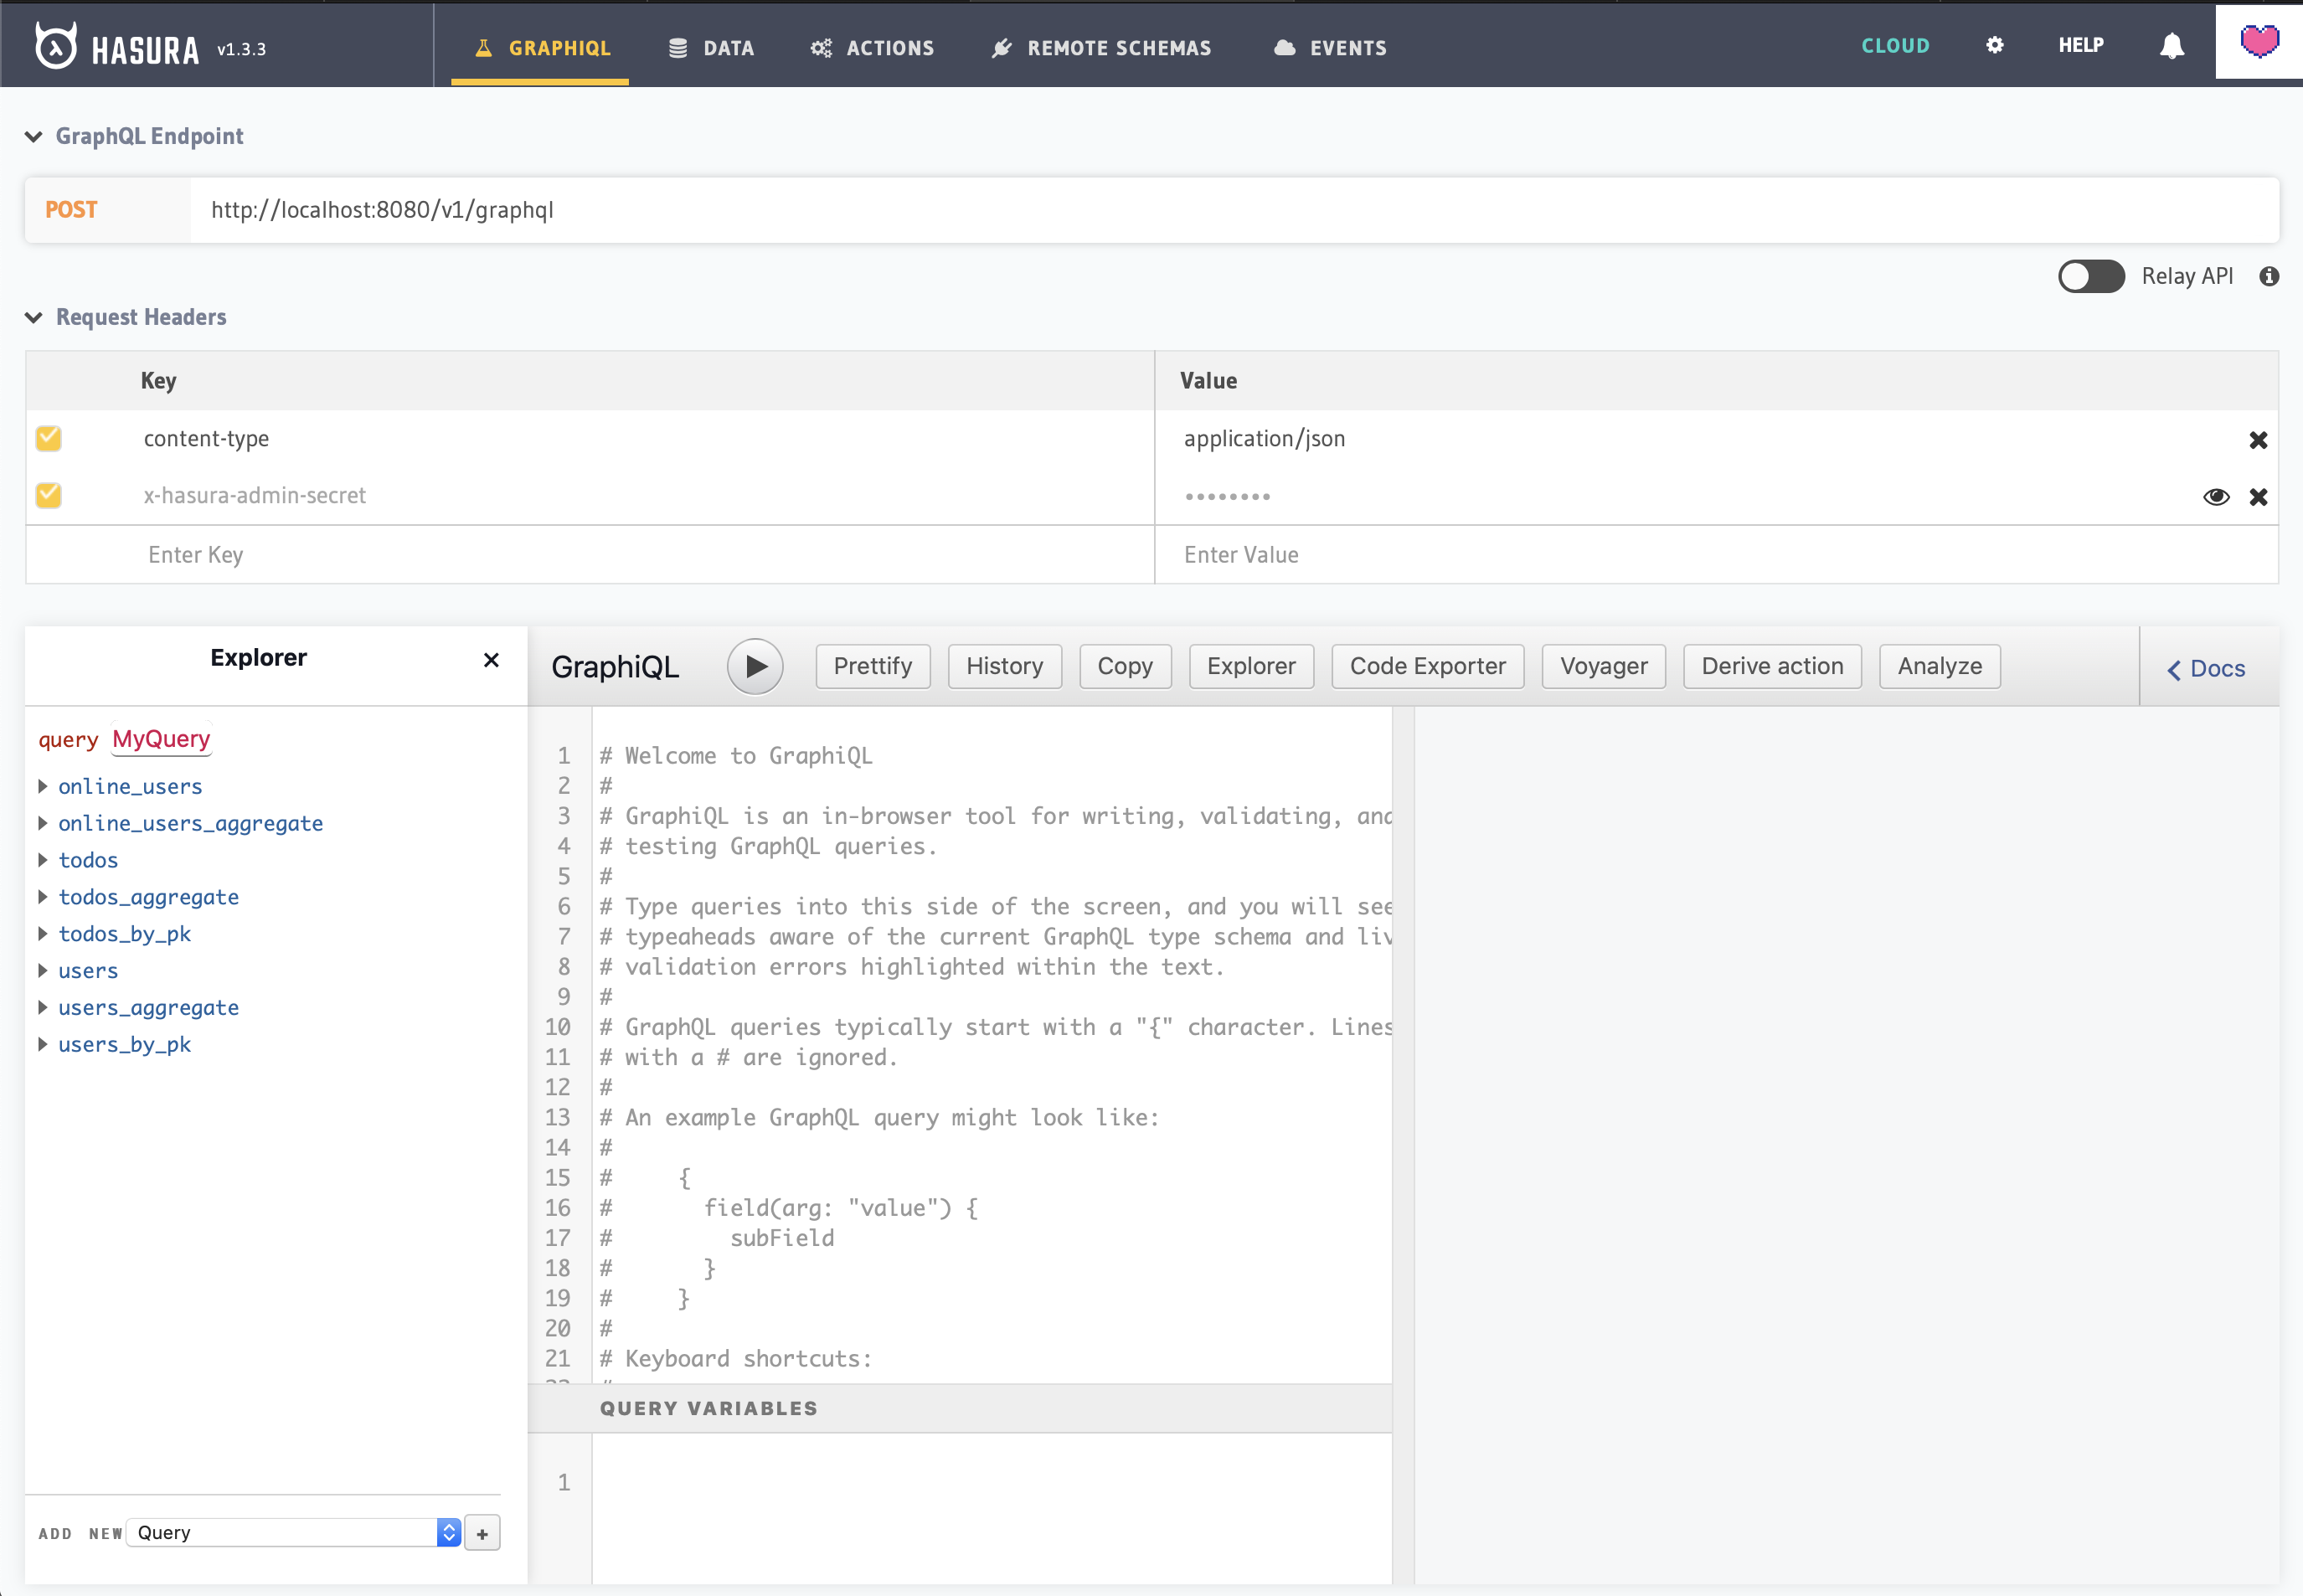 HASURA v1.3.3 GRAPHIQL DATA ACTIONS REMOTE SCHEMAS EVENTS CLOUD HELP
GraphQL Endpoint
POST http://localhost:8080/v1/graphql
Relay API
Request Headers
Key Value
content-type application/json
x-hasura-admin-secret ••••••••
Enter Key Enter Value
Explorer
GraphiQL Prettify History Copy Explorer Code Exporter Voyager Derive action Analyze Docs
query MyQuery
online_users
online_users_aggregate
todos
todos_aggregate
todos_by_pk
users
users_aggregate
users_by_pk
ADD NEW Query +
1 # Welcome to GraphiQL
2 #
3 # GraphiQL is an in-browser tool for writing, validating, and
4 # testing GraphQL queries.
5 #
6 # Type queries into this side of the screen, and you will see
7 # typeaheads aware of the current GraphQL type schema and liv
8 # validation errors highlighted within the text.
9 #
10 # GraphQL queries typically start with a "{" character. Lines
11 # with a # are ignored.
12 #
13 # An example GraphQL query might look like:
14 #
15 # {
16 # field(arg: "value") {
17 # subField
18 # }
19 # }
20 #
21 # Keyboard shortcuts:
QUERY VARIABLES
1